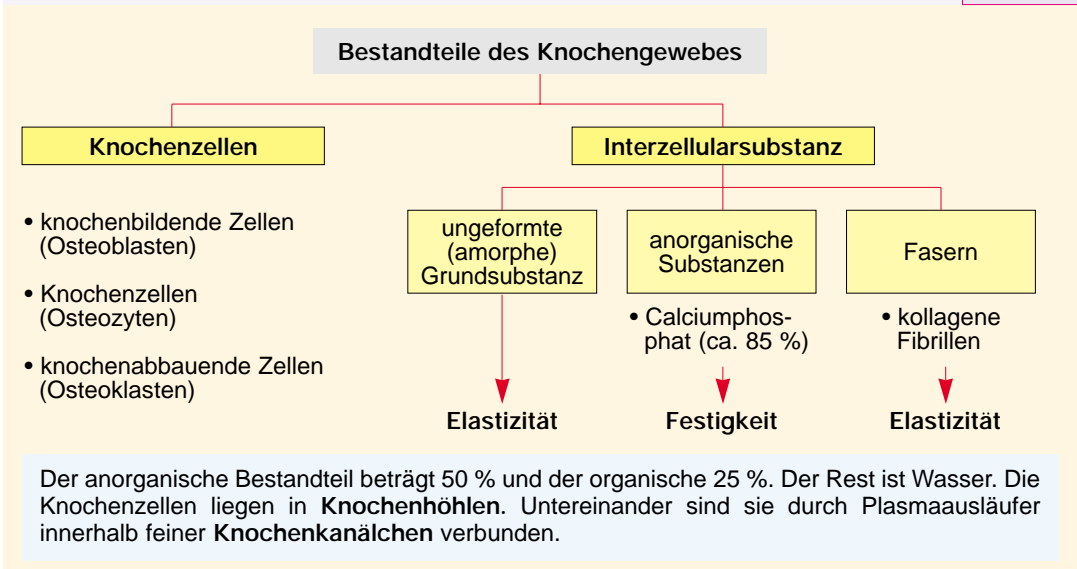 Bestandteile des Knochengewebes
Knochenzellen
• knochenbildende Zellen
(Osteoblasten)
• Knochenzellen
(Osteozyten)
• knochenabbauende Zellen
(Osteoklasten)
Interzellularsubstanz
ungeformte
(amorphe)
Grundsubstanz
Elastizität
anorganische
Substanzen
• Calciumphos-
phat (ca. 85 %)
Festigkeit
Fasern
• kollagene
Fibrillen
Elastizität
Der anorganische Bestandteil beträgt 50 % und der organische 25 %. Der Rest ist Wasser. Die
Knochenzellen liegen in Knochenhöhlen. Untereinander sind sie durch Plasmaausläufer
innerhalb feiner Knochenkanälchen verbunden.